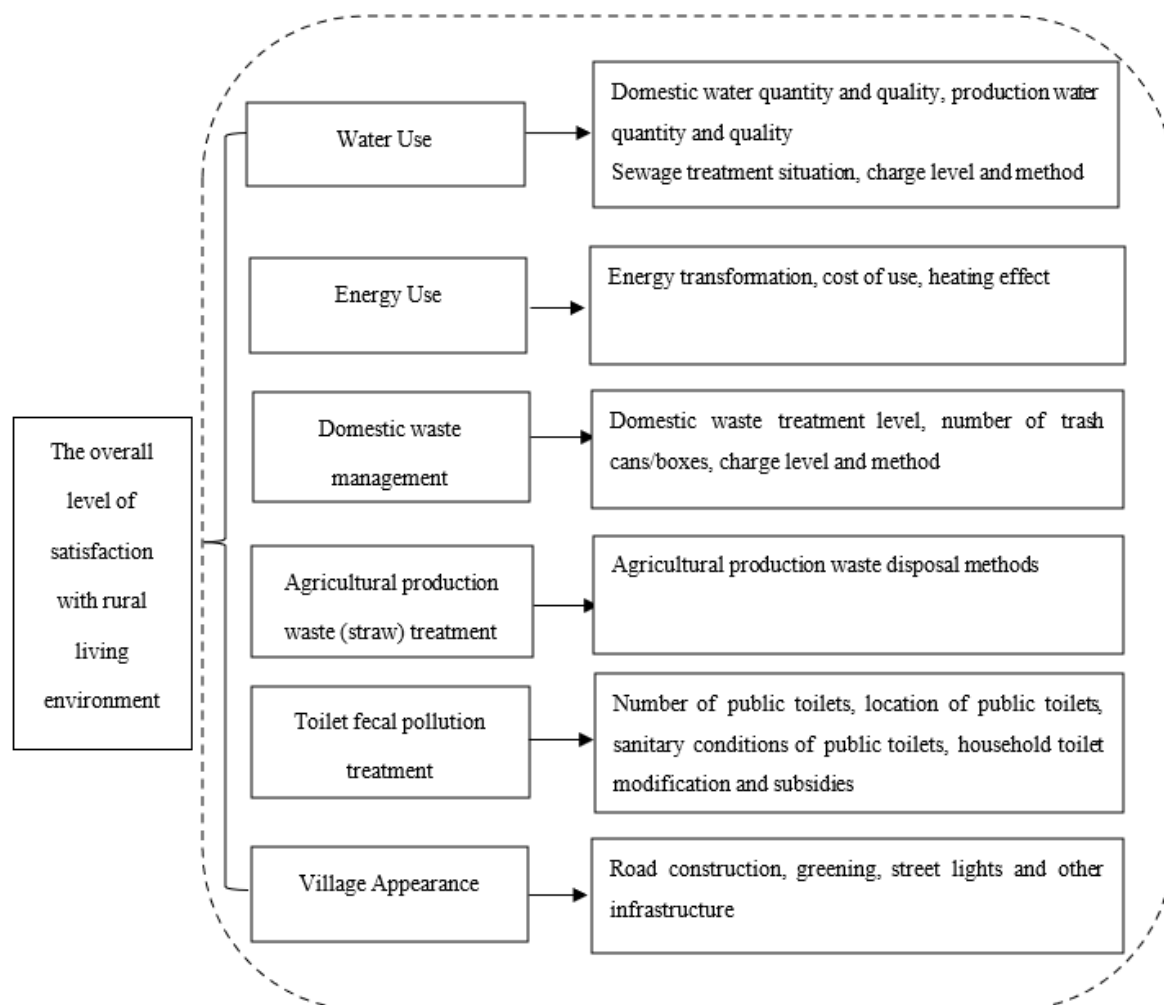 The overall
level of
satisfaction
with rural
living
environment
Water Use
Domestic water quantity and quality, production water
quantity and quality
Sewage treatment situation, charge level and method
Energy Use
Energy transformation, cost of use, heating effect
Domestic waste
management
Domestic waste treatment level, number of trash
cans/boxes, charge level and method
Agricultural production
waste (straw) treatment
Agricultural production waste disposal methods
Toilet fecal pollution
treatment
Number of public toilets, location of public toilets,
sanitary conditions of public toilets, household toilet
modification and subsidies
Village Appearance
Road construction, greening, street lights and other
infrastructure